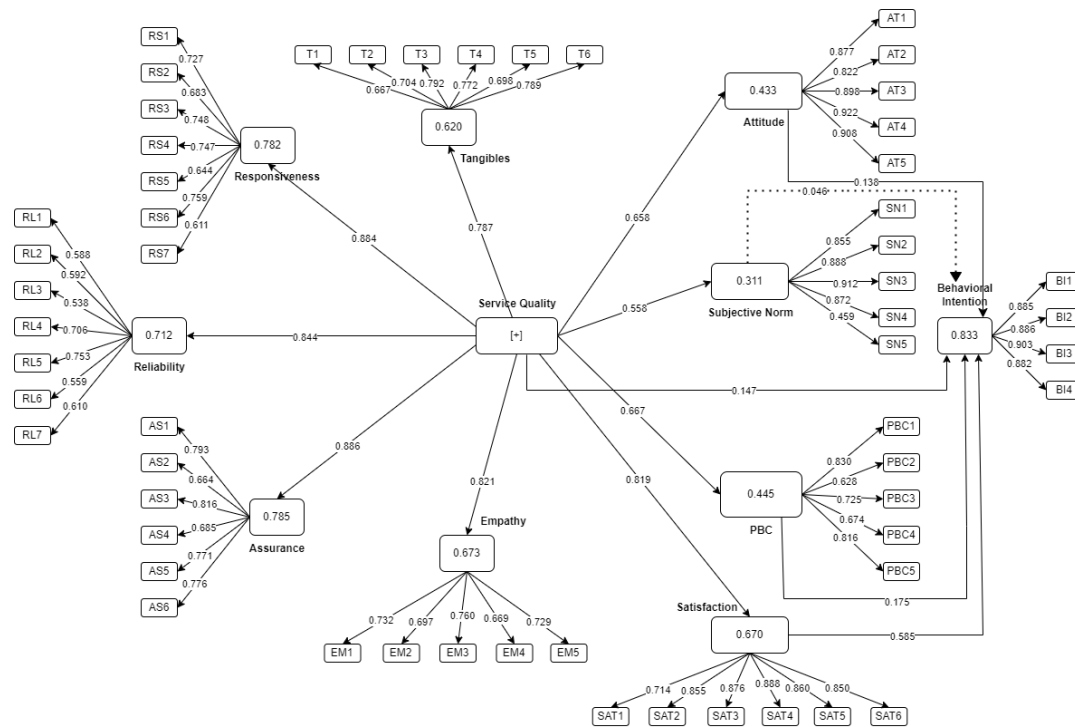 RS1
RS2
RS3
RS4
RS5
RS6
RS7
0.727
0.683
0.748
0.747
0.644
0.759
0.611
0.782
Responsiveness
T1
T2
T3
T4
T5
T6
0.667
0.704
0.792
0.772
0.698
0.789
0.620
Tangibles
AT1
AT2
AT3
AT4
AT5
0.877
0.822
0.898
0.922
0.908
0.433
Attitude
0.138
0.046
0.658
0.787
0.884
RL1
RL2
RL3
RL4
RL5
RL6
RL7
0.588
0.592
0.538
0.706
0.753
0.559
0.610
0.712
Reliability
0.844
Service Quality
[+]
0.558
0.311
Subjective Norm
SN1
SN2
SN3
SN4
SN5
0.855
0.888
0.912
0.872
0.459
Behavioral
Intention
0.833
BI1
BI2
BI3
BI4
0.885
0.886
0.903
0.882
0.147
0.667
0.886
0.821
0.819
AS1
AS2
AS3
AS4
AS5
AS6
0.793
0.664
0.816
0.685
0.771
0.776
0.785
Assurance
Empathy
0.673
0.732
0.697
0.760
0.669
0.729
EM1
EM2
EM3
EM4
EM5
0.445
PBC
PBC1
PBC2
PBC3
PBC4
PBC5
0.830
0.628
0.725
0.674
0.816
0.175
Satisfaction
0.670
0.585
0.714
0.855
0.876
0.888
0.860
0.850
SAT1
SAT2
SAT3
SAT4
SAT5
SAT6